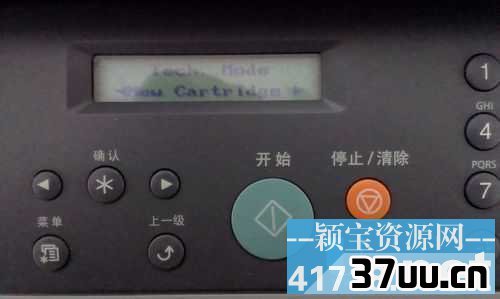 Tech. Mode
New Cartridge
1
GHI
4
PQRS
7
确认
开始
停止/清除
菜单
上一级
--颖宝资源网--
37uu.cn